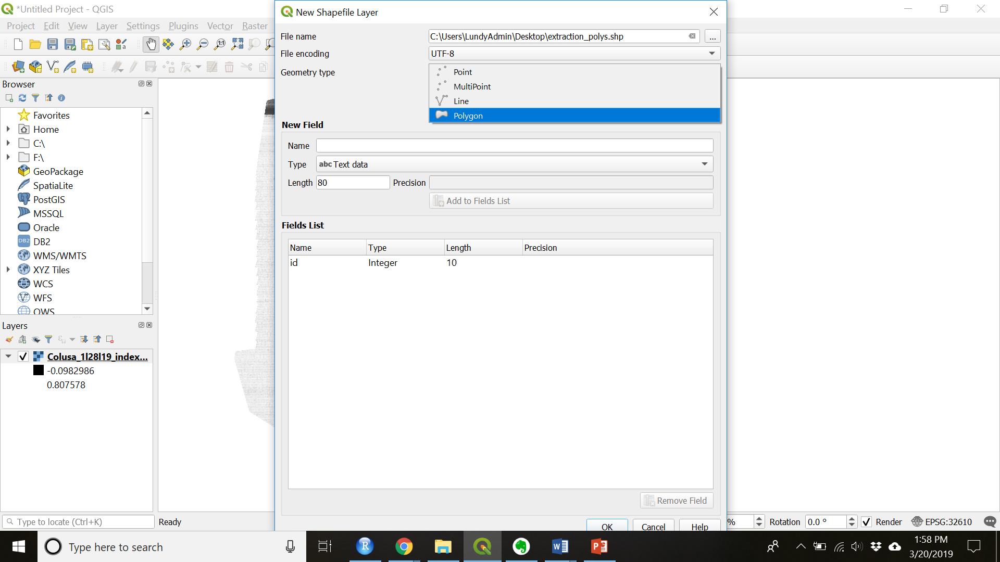 *Untitled Project - QGIS
Project Edit View Layer Settings Plugins Vector Raster
1:1
Browser
Favorites
Home
C:\
F:\
GeoPackage
SpatiaLite
PostGIS
MSSQL
Oracle
DB2 DB2
WMS/WMTS
XYZ Tiles
WCS
WFS
OWS
Layers
Colusa_1l28l19_index...
-0.0982986
0.807578
Type to locate (Ctrl+K) Ready
New Shapefile Layer
File name C:\Users\LundyAdmin\Desktop\extraction_polys.shp ...
File encoding UTF-8
Geometry type
Point
MultiPoint
Line
Polygon
New Field
Name
Type abc Text data
Length 80 Precision
Add to Fields List
Fields List
Name Type Length Precision
id Integer 10
Remove Field
OK Cancel Help
% Rotation 0.0 ° Render EPSG:32610
Type here to search
1:58 PM
3/20/2019